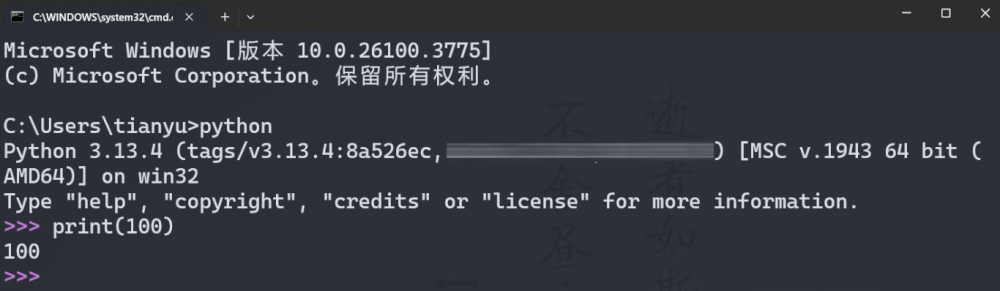 C:\WINDOWS\system32\cmd.e
Microsoft Windows [版本 10.0.26100.3775]
(c) Microsoft Corporation。保留所有权利。
C:\Users\tianyu>python
Python 3.13.4 (tags/v3.13.4:8a526ec, ) [MSC v.1943 64 bit (
AMD64)] on win32
Type "help", "copyright", "credits" or "license" for more information.
>>> print(100)
100
>>>
逝者如斯
不舍昼